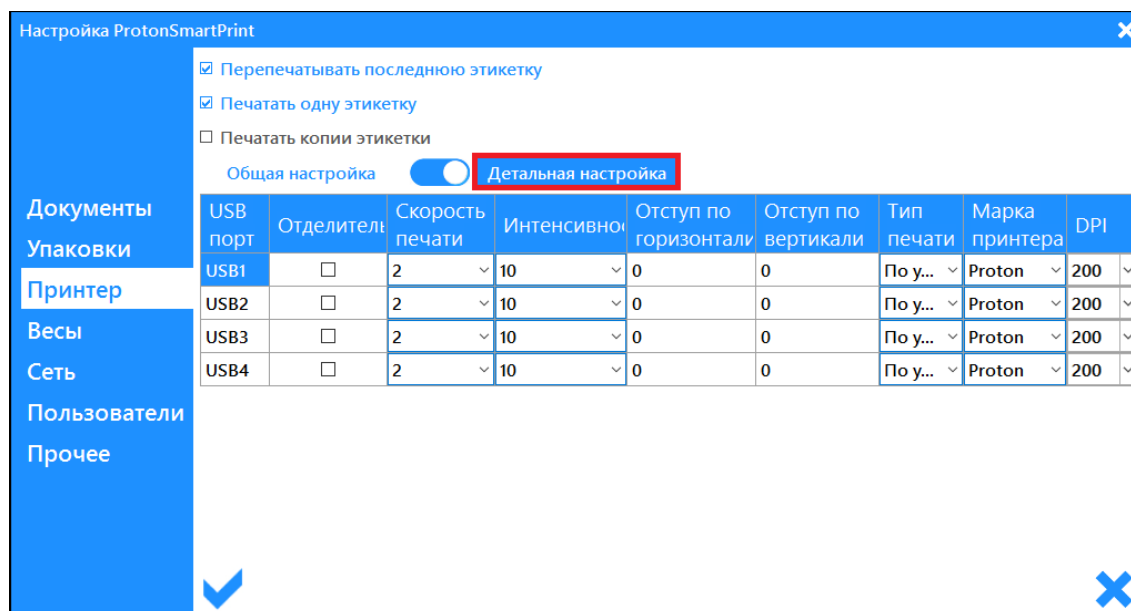 Настройка ProtonSmartPrint
Перепечатывать последнюю этикетку
Печатать одну этикетку
Печатать копии этикетки
Общая настройка Детальная настройка
Документы
Упаковки
Принтер
Весы
Сеть
Пользователи
Прочее
USB порт Отделитель Скорость печати Интенсивнос Отступ по горизонтали Отступ по вертикали Тип печати Марка принтера DPI
USB1 2 10 0 0 По у... Proton 200
USB2 2 10 0 0 По у... Proton 200
USB3 2 10 0 0 По у... Proton 200
USB4 2 10 0 0 По у... Proton 200